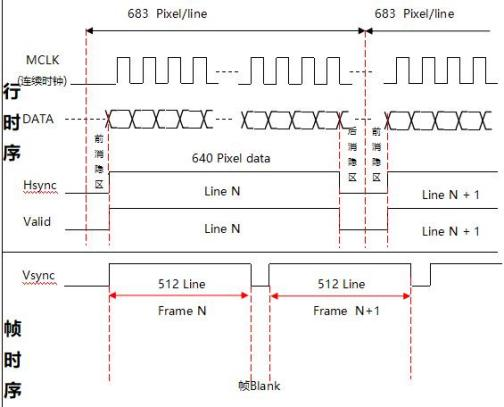 683 Pixel/line
683 Pixel/line
MCLK
(连续时钟)
DATA
行时序
前消隐区
后消隐区
前消隐区
640 Pixel data
Hsync
Line N
Line N + 1
Valid
Line N
Line N + 1
Vsync
512 Line
512 Line
Frame N
Frame N+1
帧时序
帧Blank